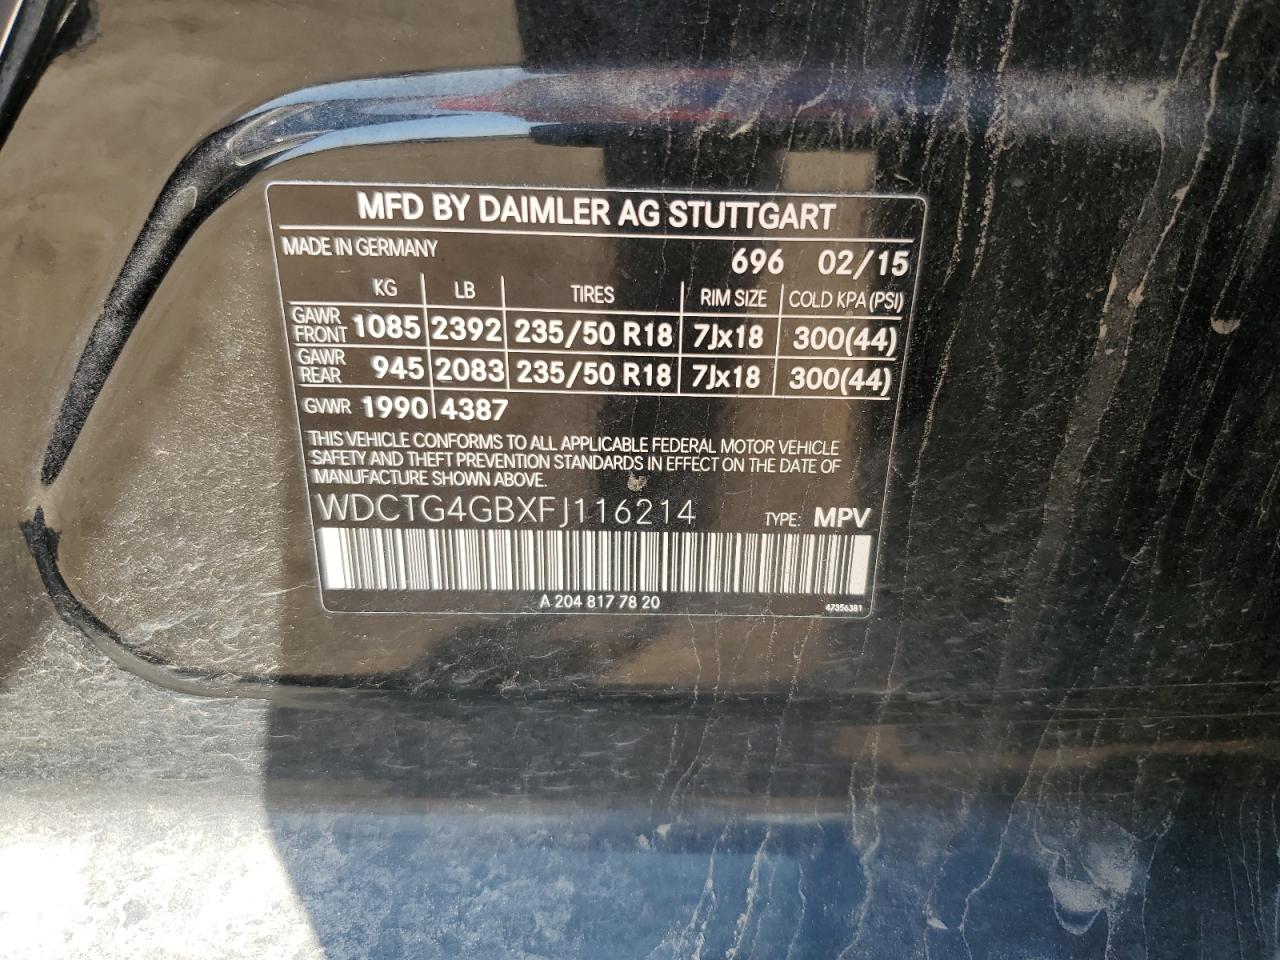 MFD BY DAIMLER AG STUTTGART
MADE IN GERMANY 696 02/15
KG LB TIRES RIM SIZE COLD KPA (PSI)
GAWR FRONT 1085 2392 235/50 R18 7Jx18 300(44)
GAWR REAR 945 2083 235/50 R18 7Jx18 300(44)
GVWR 1990 4387
THIS VEHICLE CONFORMS TO ALL APPLICABLE FEDERAL MOTOR VEHICLE
SAFETY AND THEFT PREVENTION STANDARDS IN EFFECT ON THE DATE OF
MANUFACTURE SHOWN ABOVE.
WDCTG4GBXFJ116214 TYPE: MPV
A 204 817 78 20 47356381